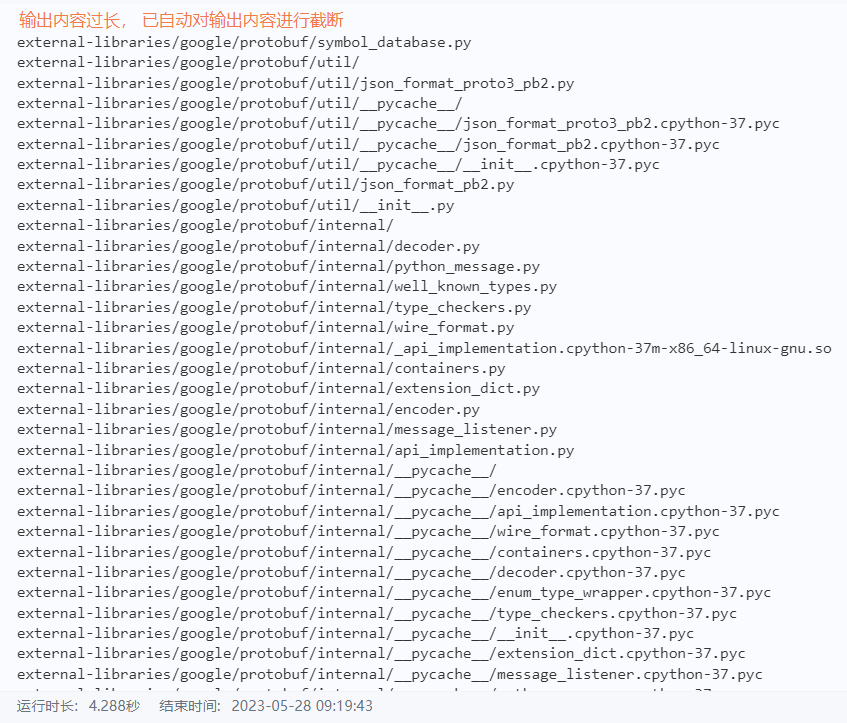 输出内容过长，已自动对输出内容进行截断
external-libraries/google/protobuf/symbol_database.py
external-libraries/google/protobuf/util/
external-libraries/google/protobuf/util/json_format_proto3_pb2.py
external-libraries/google/protobuf/util/__pycache__/
external-libraries/google/protobuf/util/__pycache__/json_format_proto3_pb2.cpython-37.pyc
external-libraries/google/protobuf/util/__pycache__/json_format_pb2.cpython-37.pyc
external-libraries/google/protobuf/util/__pycache__/__init__.cpython-37.pyc
external-libraries/google/protobuf/util/json_format_pb2.py
external-libraries/google/protobuf/util/__init__.py
external-libraries/google/protobuf/internal/
external-libraries/google/protobuf/internal/decoder.py
external-libraries/google/protobuf/internal/python_message.py
external-libraries/google/protobuf/internal/well_known_types.py
external-libraries/google/protobuf/internal/type_checkers.py
external-libraries/google/protobuf/internal/wire_format.py
external-libraries/google/protobuf/internal/_api_implementation.cpython-37m-x86_64-linux-gnu.so
external-libraries/google/protobuf/internal/containers.py
external-libraries/google/protobuf/internal/extension_dict.py
external-libraries/google/protobuf/internal/encoder.py
external-libraries/google/protobuf/internal/message_listener.py
external-libraries/google/protobuf/internal/api_implementation.py
external-libraries/google/protobuf/internal/__pycache__/
external-libraries/google/protobuf/internal/__pycache__/encoder.cpython-37.pyc
external-libraries/google/protobuf/internal/__pycache__/api_implementation.cpython-37.pyc
external-libraries/google/protobuf/internal/__pycache__/wire_format.cpython-37.pyc
external-libraries/google/protobuf/internal/__pycache__/containers.cpython-37.pyc
external-libraries/google/protobuf/internal/__pycache__/decoder.cpython-37.pyc
external-libraries/google/protobuf/internal/__pycache__/enum_type_wrapper.cpython-37.pyc
external-libraries/google/protobuf/internal/__pycache__/type_checkers.cpython-37.pyc
external-libraries/google/protobuf/internal/__pycache__/__init__.cpython-37.pyc
external-libraries/google/protobuf/internal/__pycache__/extension_dict.cpython-37.pyc
external-libraries/google/protobuf/internal/__pycache__/message_listener.cpython-37.pyc
运行时长: 4.288秒 结束时间: 2023-05-28 09:19:43